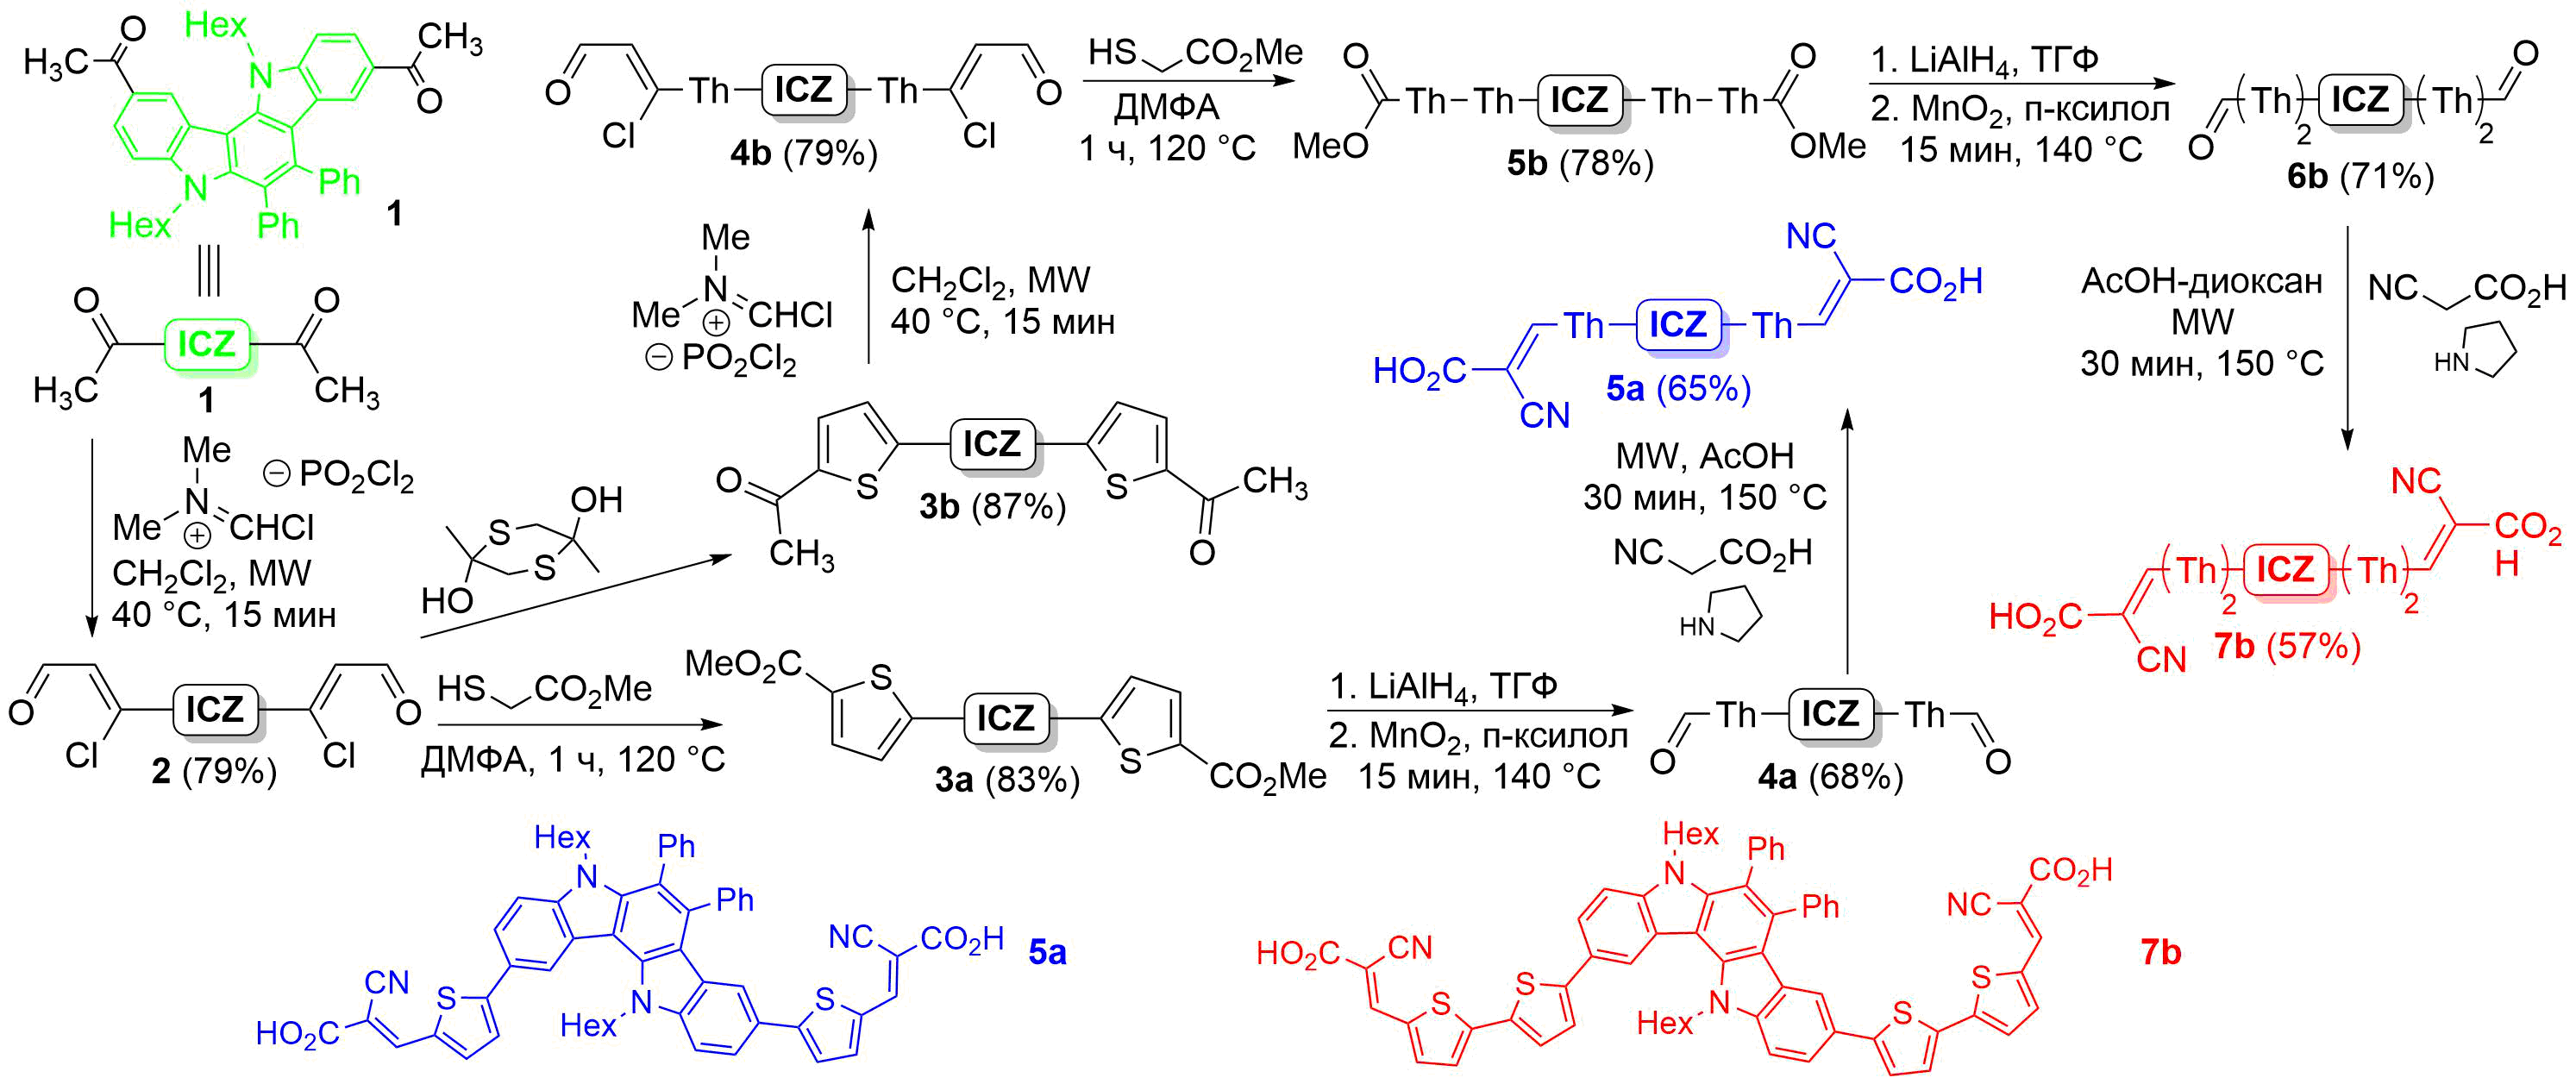 H₃C
O
Hex
N
CH₃
O
N
Hex
Ph
Ph
1
O
O
ICZ
H₃C
CH₃
1
Me
N
⊖ PO₂Cl₂
Me
⊕
CHCl
CH₂Cl₂, MW
40 °C, 15 мин
O
Cl
ICZ
Cl
O
2 (79%)
OH
S
S
HO
HS
CO₂Me
ДМФА, 1 ч, 120 °C
O
CH₃
S
ICZ
S
CH₃
O
3b (87%)
MeO₂C
S
ICZ
S
CO₂Me
3a (83%)
Me
N
Me
⊕
CHCl
⊖ PO₂Cl₂
CH₂Cl₂, MW
40 °C, 15 мин
O
Cl
Th
ICZ
Th
Cl
O
4b (79%)
HS
CO₂Me
ДМФА
1 ч, 120 °C
O
MeO
Th
Th
ICZ
Th
Th
O
OMe
5b (78%)
1. LiAlH₄, ТГФ
2. MnO₂, п-ксилол
15 мин, 140 °C
O
(Th)₂
ICZ
(Th)₂
O
6b (71%)
AcOH-диоксан
MW
30 мин, 150 °C
NC
CO₂H
HN
1. LiAlH₄, ТГФ
2. MnO₂, п-ксилол
15 мин, 140 °C
O
Th
ICZ
Th
O
4a (68%)
MW, AcOH
30 мин, 150 °C
NC
CO₂H
HN
NC
CO₂H
Th
ICZ
Th
HO₂C
CN
5a (65%)
NC
CO₂
H
(Th)₂
ICZ
(Th)₂
HO₂C
CN
7b (57%)
Hex
N
Ph
Ph
NC
CO₂H
5a
CN
S
HO₂C
N
Hex
S
Hex
N
Ph
Ph
CO₂H
NC
7b
HO₂C
CN
S
S
N
Hex
S
S